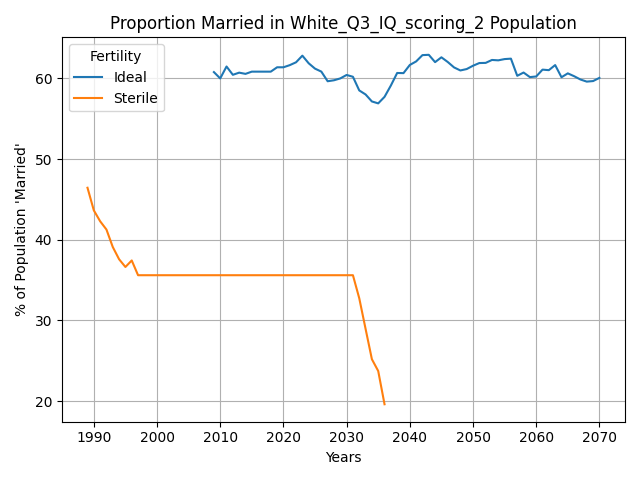 Proportion Married in White_Q3_IQ_scoring_2 Population
Fertility
Ideal
Sterile
% of Population 'Married'
60
50
40
30
20
1990 2000 2010 2020 2030 2040 2050 2060 2070
Years